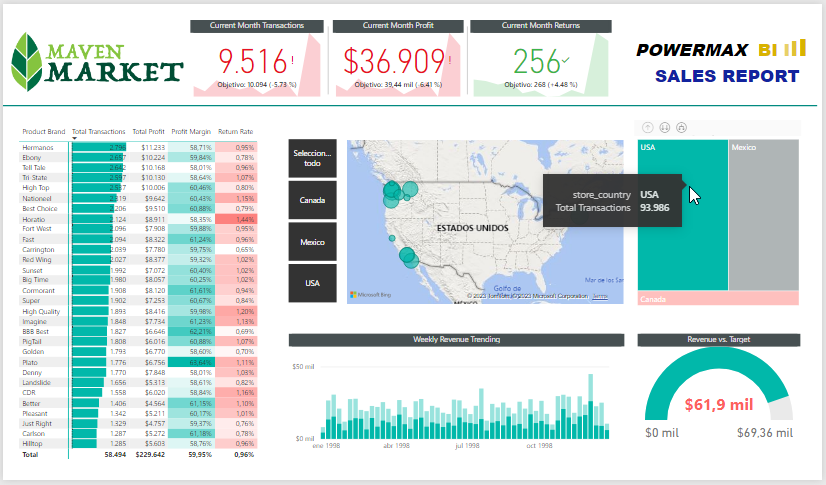 MAVEN
MARKET
Current Month Transactions
9.516!
Objetivo: 10.094 (-5.73 %)
Current Month Profit
$36.909!
Objetivo: 39,44 mil (-6.41 %)
Current Month Returns
256✓
Objetivo: 268 (+4.48 %)
POWERMAX BI
SALES REPORT
Product Brand Total Transactions Total Profit Profit Margin Return Rate
Hermanos $11.233 58,71% 0,95%
Ebony 2.657 $10.224 59,84% 0,78%
Tell Tale 2.642 $10.168 58,01% 0,96%
Tri-State $10.130 58,64% 1,07%
High Top 2.537 $10.006 60,46% 0,80%
Nationeel $9.642 60,43% 1,15%
Best Choice 2.206 $9.510 60,88% 0,79%
Horatio 2.124 $8.911 58,35% 1,44%
Fort West 2.096 $7.908 59,88% 0,95%
Fast 2.094 $8.322 61,24% 0,96%
Carrington 2.039 $7.780 59,75% 0,65%
Red Wing 2.027 $8.377 59,32% 1,02%
Sunset 1.992 $7.072 60,40% 1,02%
Big Time 1.980 $8.057 60,25% 1,02%
Cormorant 1.908 $8.120 61,61% 0,94%
Super 1.902 $7.253 60,67% 0,84%
High Quality 1.893 $8.416 59,98% 1,20%
Imagine 1.848 $7.734 61,23% 1,13%
BBB Best 1.827 $6.646 62,21% 0,69%
PigTail 1.808 $6.016 60,88% 1,07%
Golden 1.793 $6.770 58,60% 0,70%
Plato 1.776 $6.756 63,64% 1,11%
Denny 1.770 $7.848 58,01% 1,03%
Landslide 1.656 $5.313 58,61% 0,82%
CDR 1.558 $6.020 58,84% 1,16%
Better 1.406 $4.564 61,15% 1,10%
Pleasant 1.342 $5.211 60,17% 1,01%
Just Right 1.329 $4.757 59,37% 0,76%
Carlson 1.287 $5.272 61,18% 0,78%
Hilltop 1.285 $5.603 58,76% 0,96%
Total 58.494 $229.642 59,95% 0,96%
Seleccion...
todo
Canada
Mexico
USA
ESTADOS UNIDOS
Golfo de
Mar de los Sar
Microsoft Bing
© 2023 TomTom, © 2023 Microsoft Corporation Terms
store_country USA
Total Transactions 93.986
USA
Mexico
Canada
Weekly Revenue Trending
$50 mil
$0 mil
ene 1998 abr 1998 jul 1998 oct 1998
Revenue vs. Target
$61,9 mil
$0 mil $69,36 mil